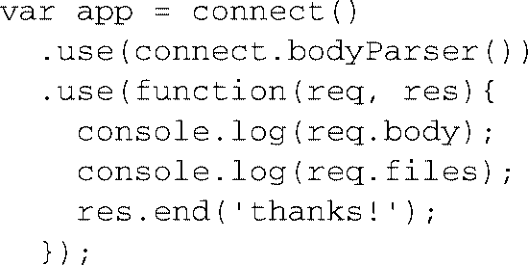 var app = connect()
  .use(connect.bodyParser())
  .use(function(req, res){
    console.log(req.body);
    console.log(req.files);
    res.end('thanks!');
  });